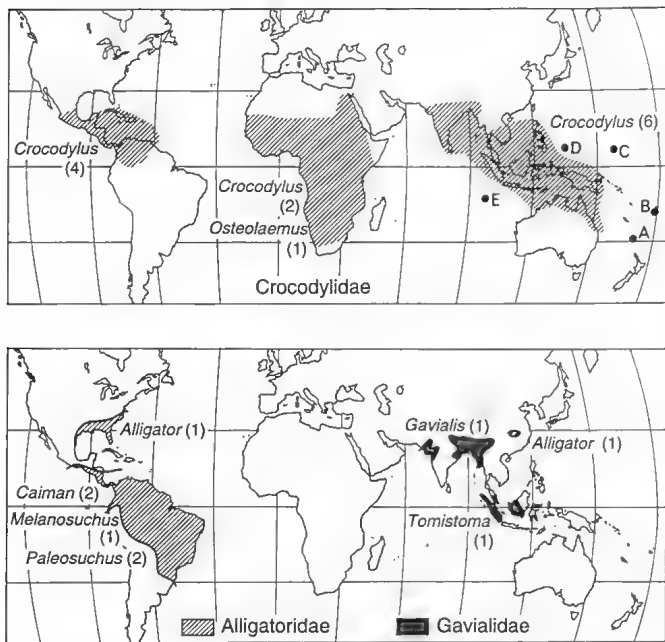 Crocodylus
(4)
Crocodylus
(2)
Osteolaemus
(1)
Crocodylus (6)
D
C
E
B
A
Crocodylidae
Alligator (1)
Caiman (2)
Melanosuchus
(1)
Paleosuchus (2)
Gavialis (1)
Alligator (1)
Tomistoma
(1)
Alligatoridae
Gavialidae